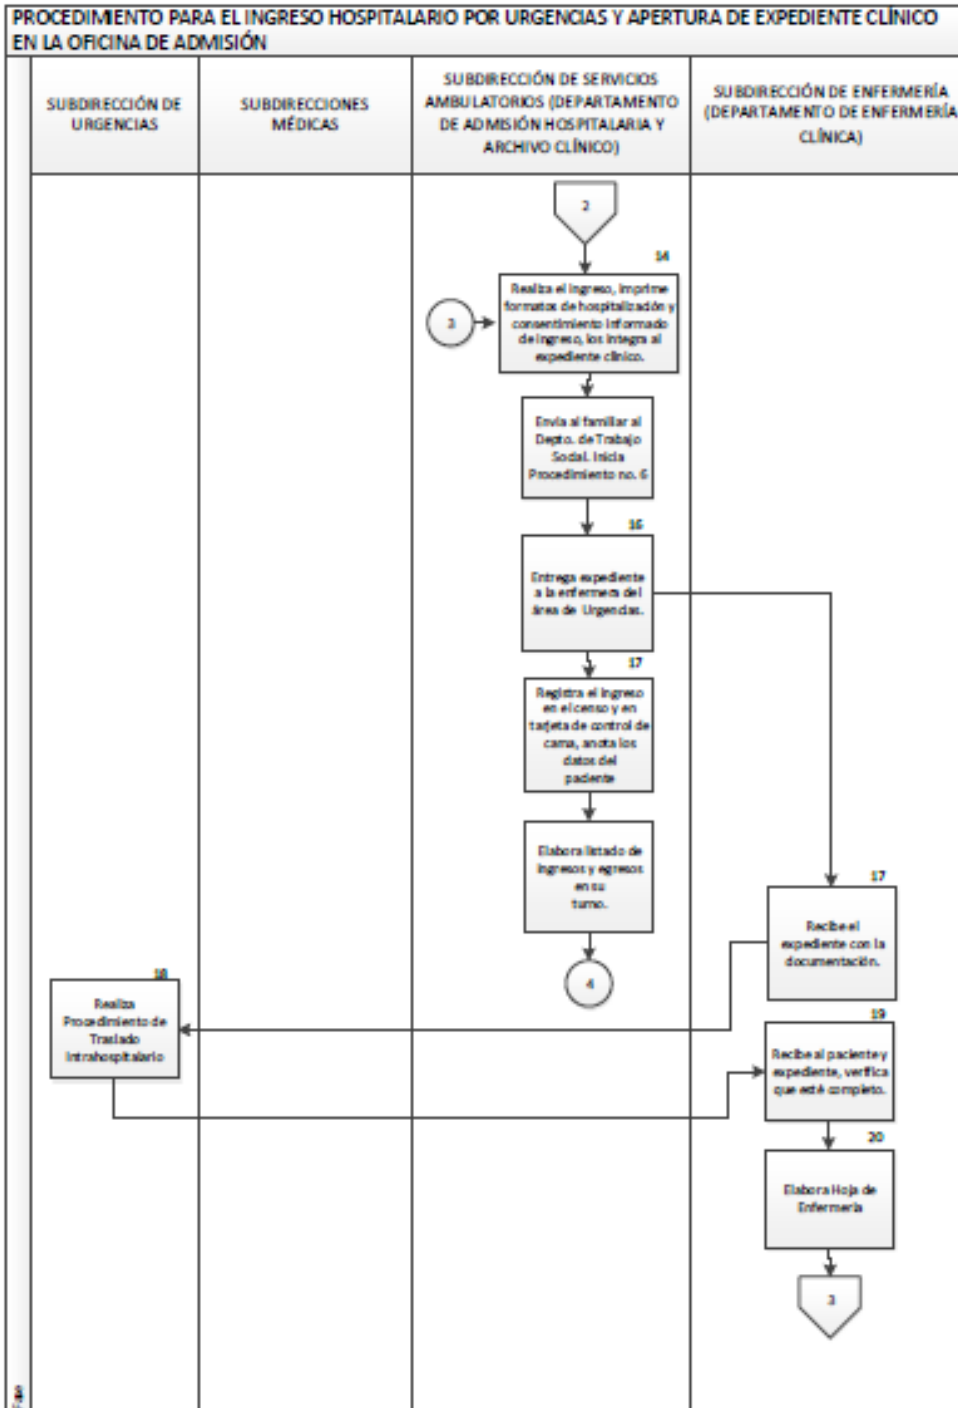 PROCEDIMIENTO PARA EL INGRESO HOSPITALARIO POR URGENCIAS Y APERTURA DE EXPEDIENTE CLÍNICO
EN LA OFICINA DE ADMISIÓN
SUBDIRECCIÓN DE
URGENCIAS
SUBDIRECCIONES
MÉDICAS
SUBDIRECCIÓN DE SERVICIOS
AMBULATORIOS (DEPARTAMENTO
DE ADMISIÓN HOSPITALARIA Y
ARCHIVO CLÍNICO)
SUBDIRECCIÓN DE ENFERMERÍA
(DEPARTAMENTO DE ENFERMERÍA
CLÍNICA)
2
14
Realiza el ingreso, imprime
formatos de hospitalización y
consentimiento informado
de ingreso, los integra al
expediente clínico.
3
Envía al familiar al
Depto. de Trabajo
Social. Inicia
Procedimiento no. 6
16
Entrega expediente
a la enfermera del
área de Urgencias.
17
Registra el ingreso
en el censo y en
tarjeta de control de
cama, anota los
datos del
paciente
Elabora listado de
ingresos y egresos
en su
turno.
4
17
Recibe el
expediente con la
documentación.
18
Realiza
Procedimiento de
Traslado
Intrahospitalario
19
Recibe al paciente y
expediente, verifica
que esté completo.
20
Elabora Hoja de
Enfermería
3
Fase